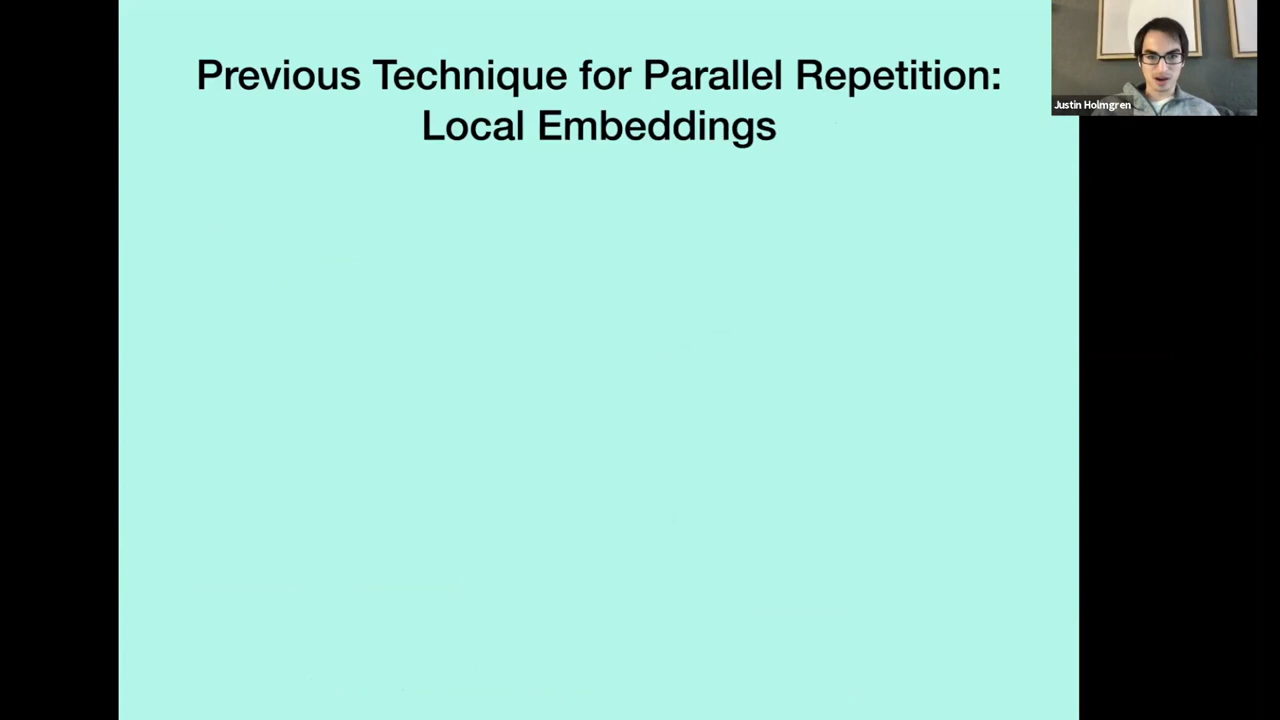 Previous Technique for Parallel Repetition:
Local Embeddings
Justin Holmgren